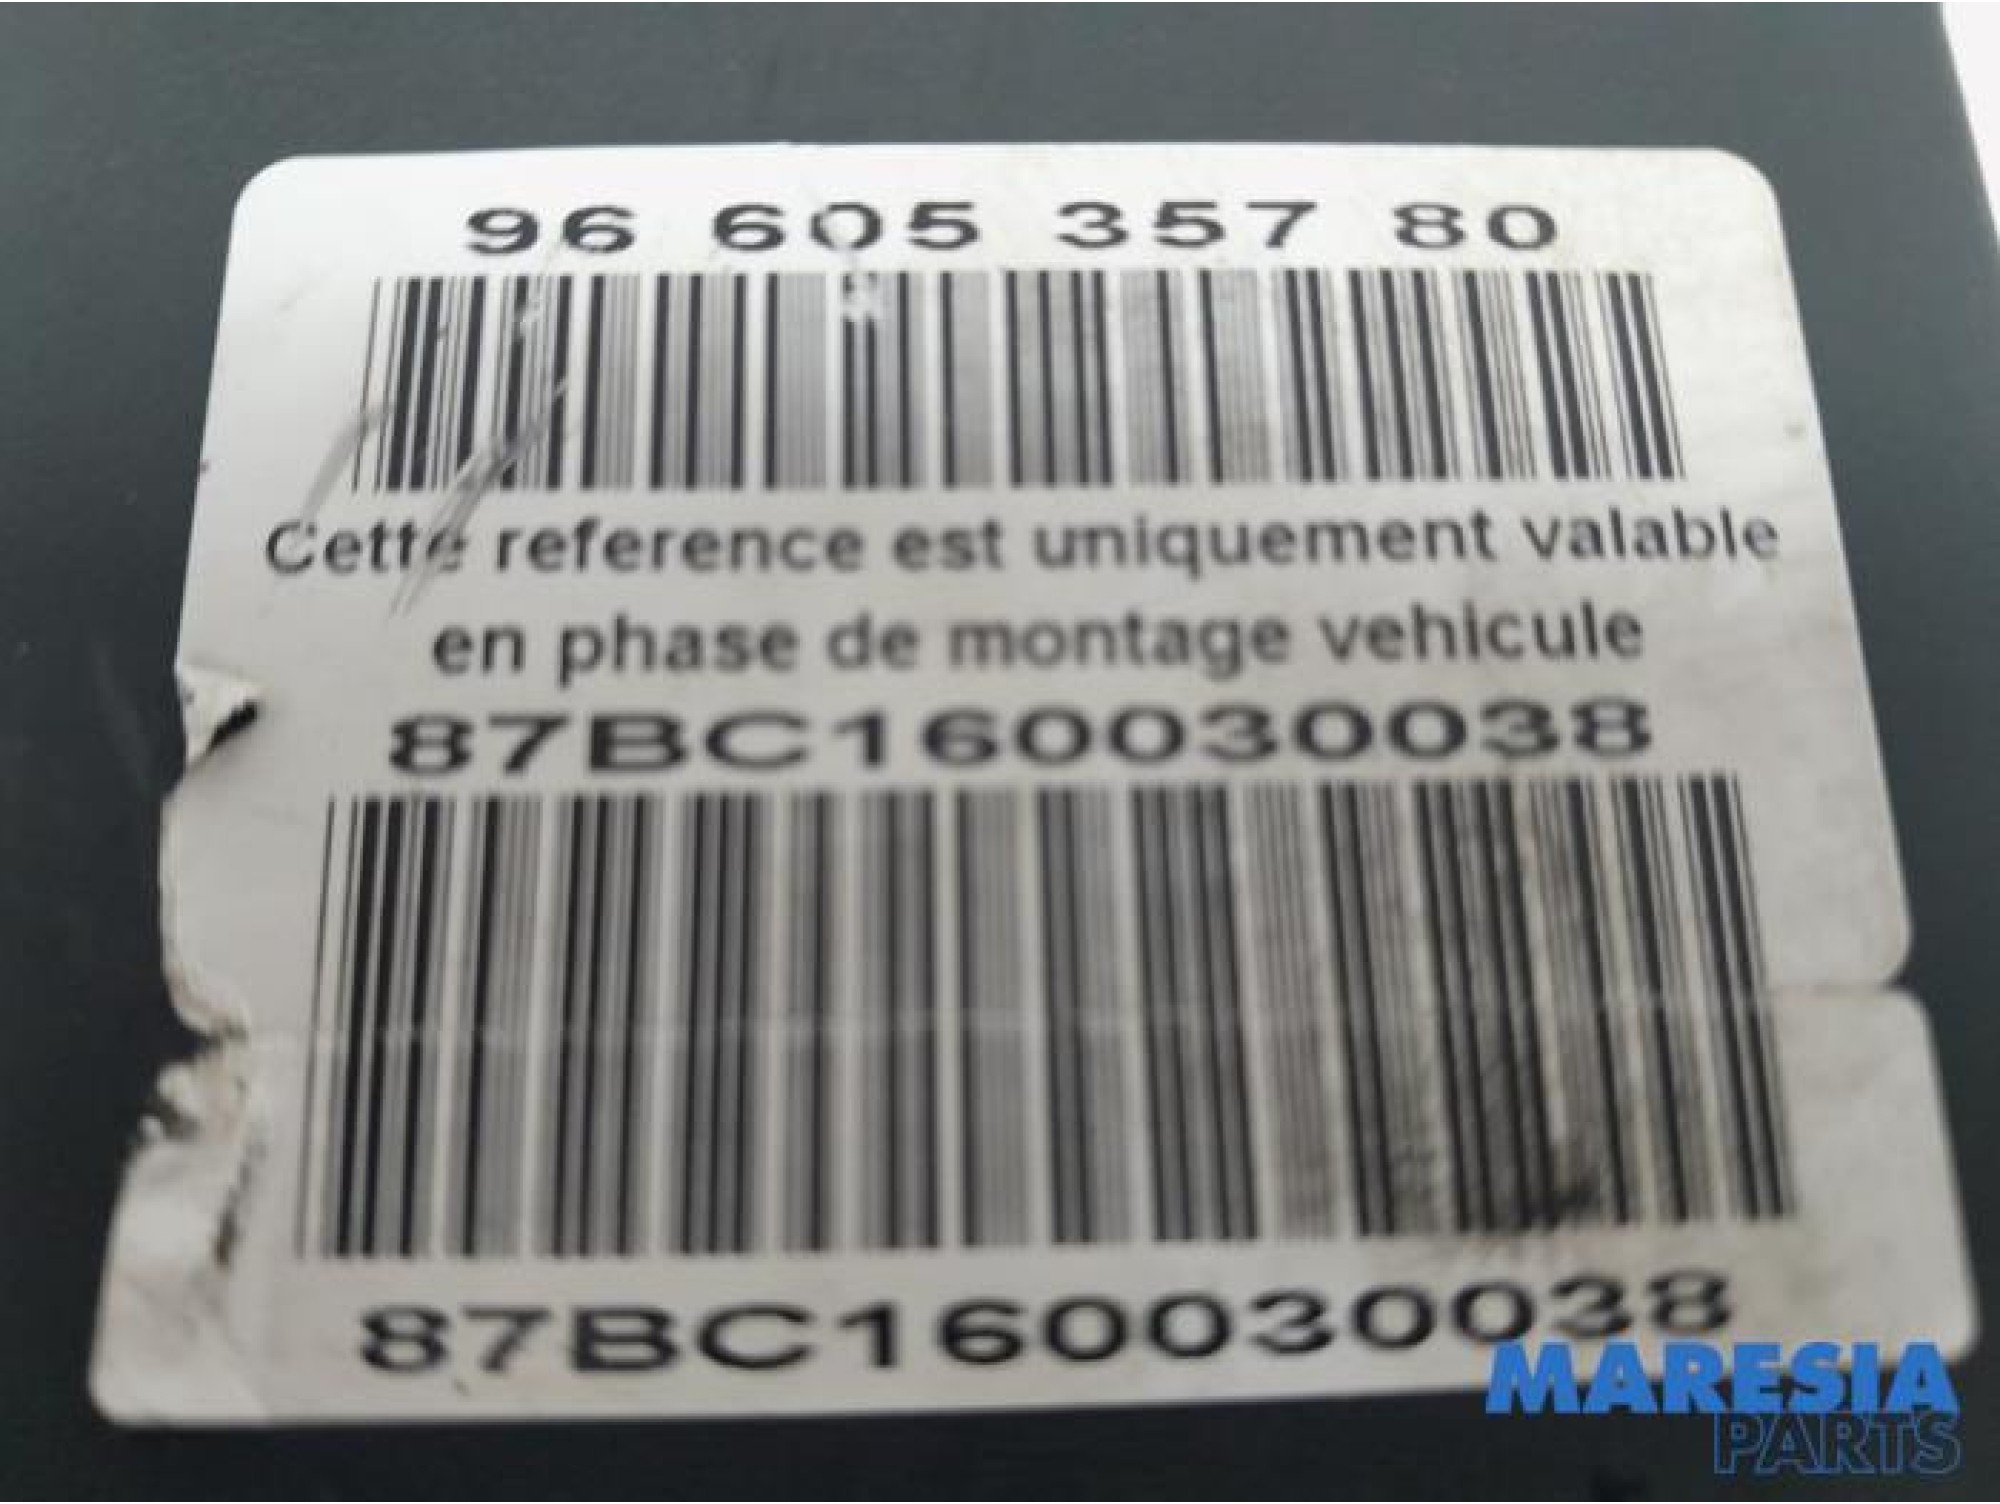 96 605 357 80
Cette reference est uniquement valable
en phase de montage vehicule
87BC1600030038
87BC1600030038
MARESIA
PARTS